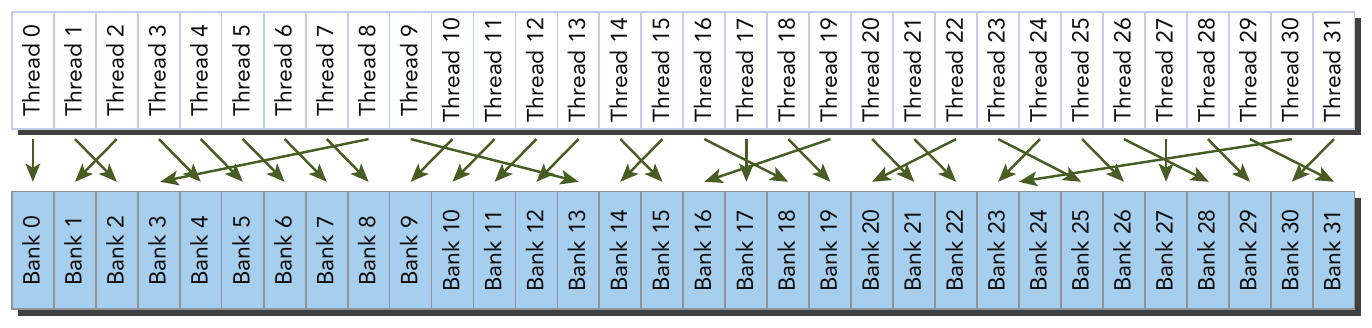 Thread 0
Thread 1
Thread 2
Thread 3
Thread 4
Thread 5
Thread 6
Thread 7
Thread 8
Thread 9
Thread 10
Thread 11
Thread 12
Thread 13
Thread 14
Thread 15
Thread 16
Thread 17
Thread 18
Thread 19
Thread 20
Thread 21
Thread 22
Thread 23
Thread 24
Thread 25
Thread 26
Thread 27
Thread 28
Thread 29
Thread 30
Thread 31
Bank 0
Bank 1
Bank 2
Bank 3
Bank 4
Bank 5
Bank 6
Bank 7
Bank 8
Bank 9
Bank 10
Bank 11
Bank 12
Bank 13
Bank 14
Bank 15
Bank 16
Bank 17
Bank 18
Bank 19
Bank 20
Bank 21
Bank 22
Bank 23
Bank 24
Bank 25
Bank 26
Bank 27
Bank 28
Bank 29
Bank 30
Bank 31